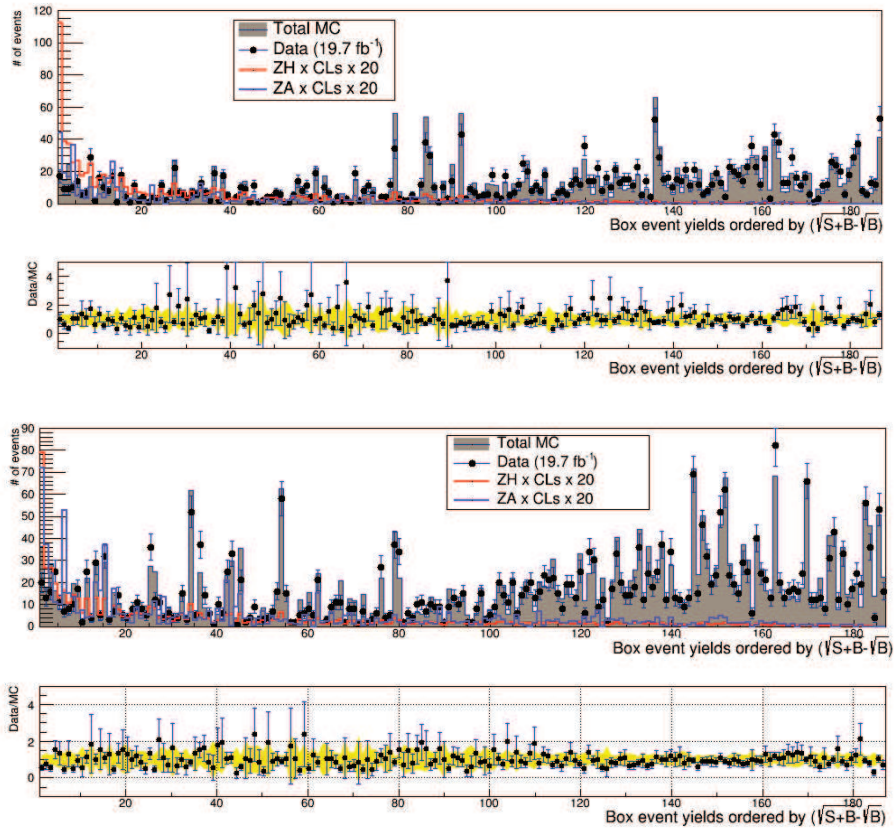 120
100
80
60
40
20
0
# of events
Total MC
Data (19.7 fb⁻¹)
ZH x CLs x 20
ZA x CLs x 20
20 40 60 80 100 120 140 160 180
Box event yields ordered by (√S+B-√B)
4
2
0
Data/MC
20 40 60 80 100 120 140 160 180
Box event yields ordered by (√S+B-√B)
90
80
70
60
50
40
30
20
10
0
# of events
Total MC
Data (19.7 fb⁻¹)
ZH x CLs x 20
ZA x CLs x 20
20 40 60 80 100 120 140 160 180
Box event yields ordered by (√S+B-√B)
4
2
0
Data/MC
20 40 60 80 100 120 140 160 180
Box event yields ordered by (√S+B-√B)